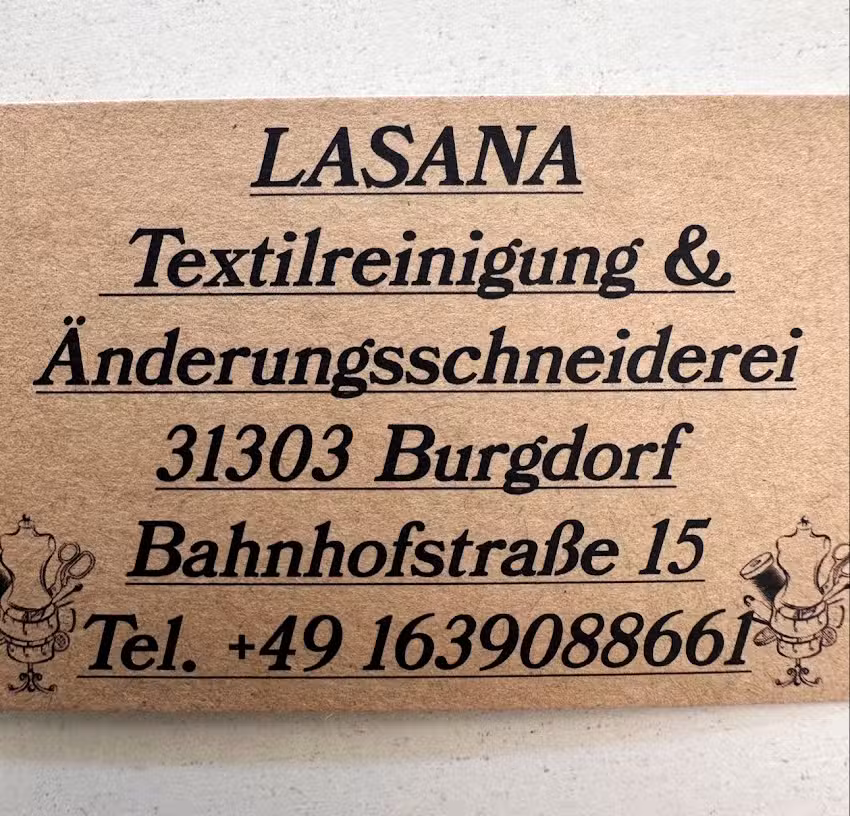 LASANA
Textilreinigung &
Änderungsschneiderei
31303 Burgdorf
Bahnhofstraße 15
Tel. +49 1639088661